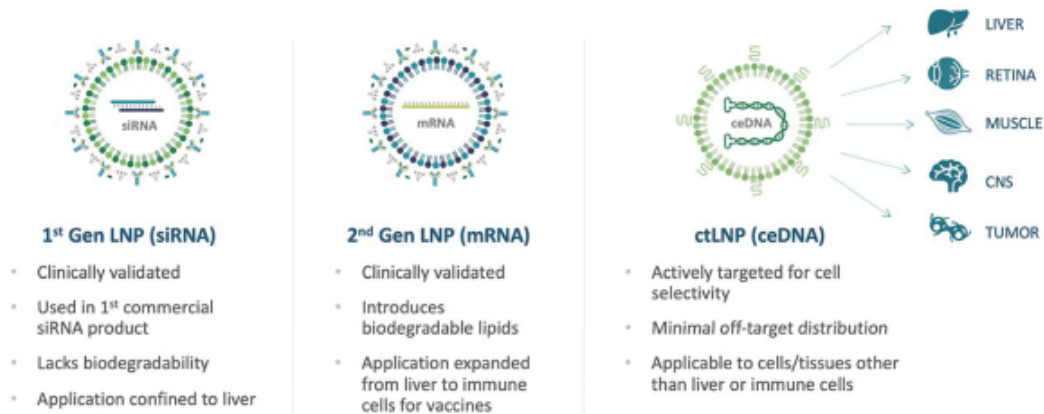 siRNA
1st Gen LNP (siRNA)
• Clinically validated
• Used in 1st commercial
siRNA product
• Lacks biodegradability
• Application confined to liver
mRNA
2nd Gen LNP (mRNA)
• Clinically validated
• Introduces
biodegradable lipids
• Application expanded
from liver to immune
cells for vaccines
ceDNA
LIVER
RETINA
MUSCLE
CNS
TUMOR
ctLNP (ceDNA)
• Actively targeted for cell
selectivity
• Minimal off-target distribution
• Applicable to cells/tissues other
than liver or immune cells